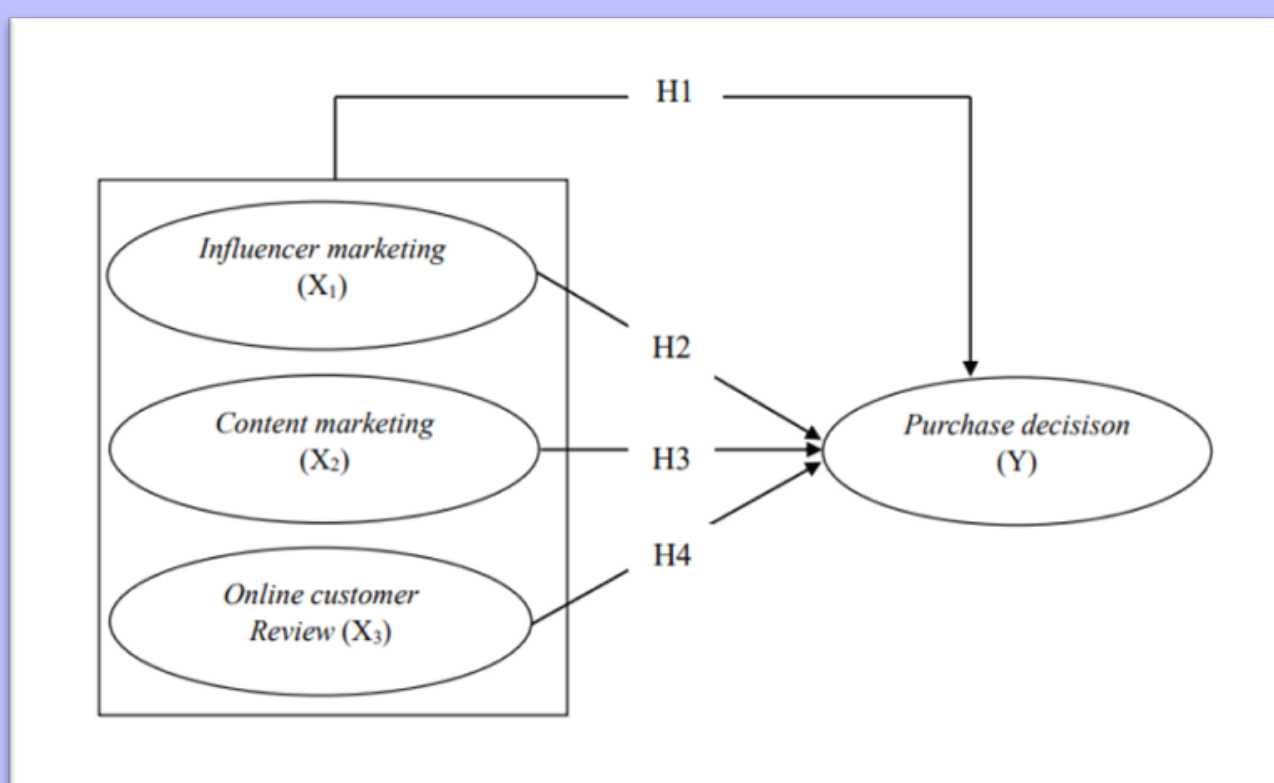 H1
Influencer marketing
(X₁)
H2
Content marketing
(X₂)
H3
Purchase decisison
(Y)
H4
Online customer
Review (X₃)